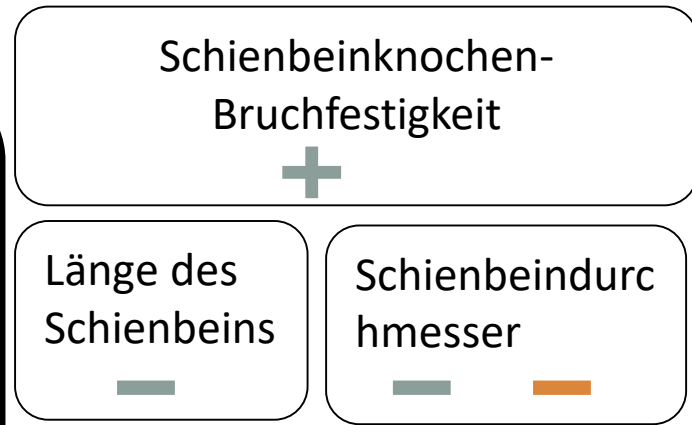 Schienbeinknochen-
Bruchfestigkeit
+
Länge des
Schienbeins
Schienbeindurc
hmesser